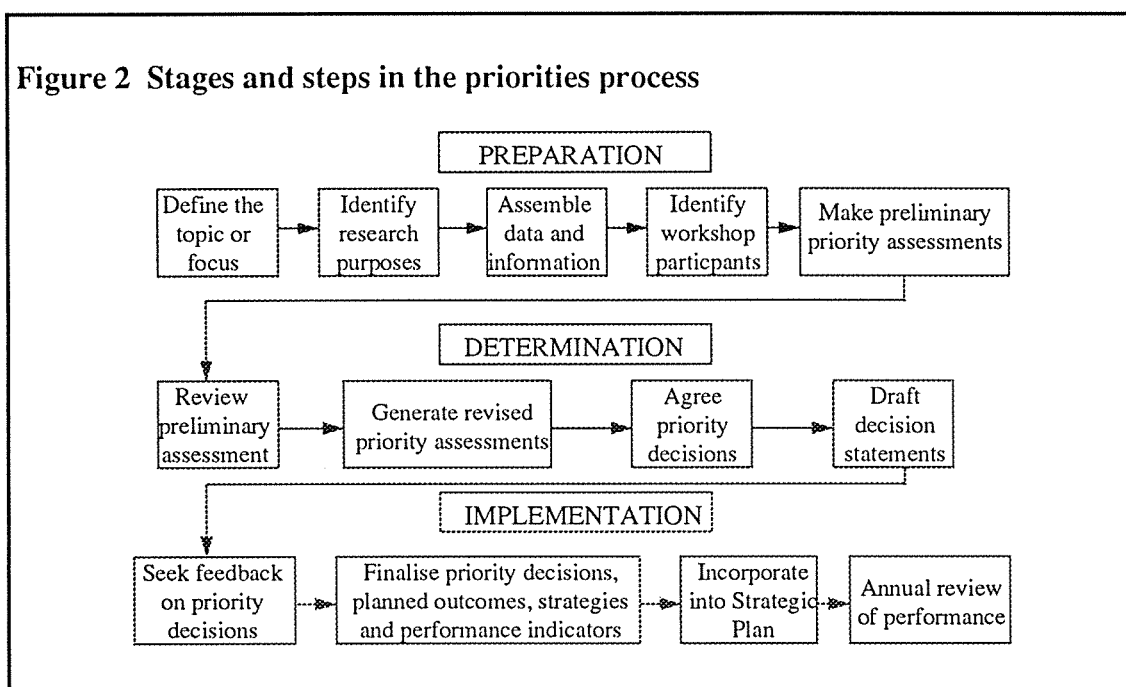 Figure 2 Stages and steps in the priorities process
PREPARATION
Define the
topic or
focus
Identify
research
purposes
Assemble
data and
information
Identify
workshop
particpants
Make preliminary
priority assessments
DETERMINATION
Review
preliminary
assessment
Generate revised
priority assessments
Agree
priority
decisions
Draft
decision
statements
IMPLEMENTATION
Seek feedback
on priority
decisions
Finalise priority decisions,
planned outcomes, strategies
and performance indicators
Incorporate
into Strategic
Plan
Annual review
of performance